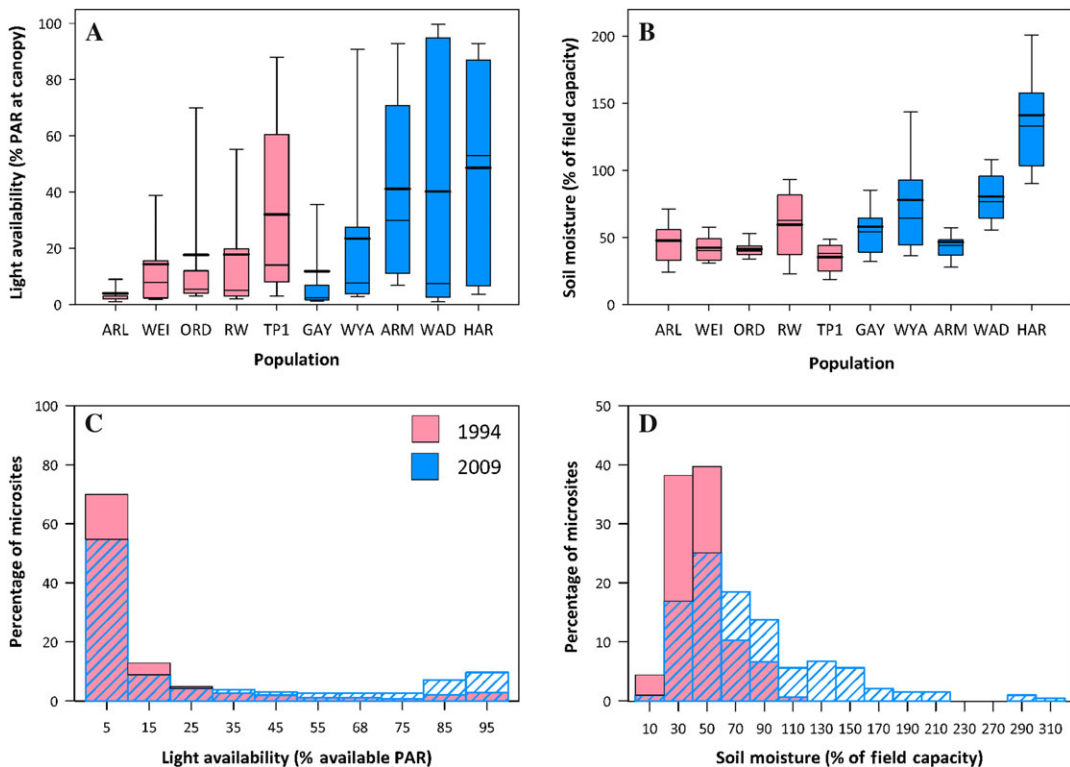 A
Light availability (% PAR at canopy)
100
80
60
40
20
0
ARL WEI ORD RW TP1 GAY WYA ARM WAD HAR
Population
B
Soil moisture (% of field capacity)
200
150
100
50
0
ARL WEI ORD RW TP1 GAY WYA ARM WAD HAR
Population
C
1994
2009
Percentage of microsites
100
80
60
40
20
0
5 15 25 35 45 55 68 75 85 95
Light availability (% available PAR)
D
Percentage of microsites
50
40
30
20
10
0
10 30 50 70 90 110 130 150 170 190 210 230 270 290 310
Soil moisture (% of field capacity)